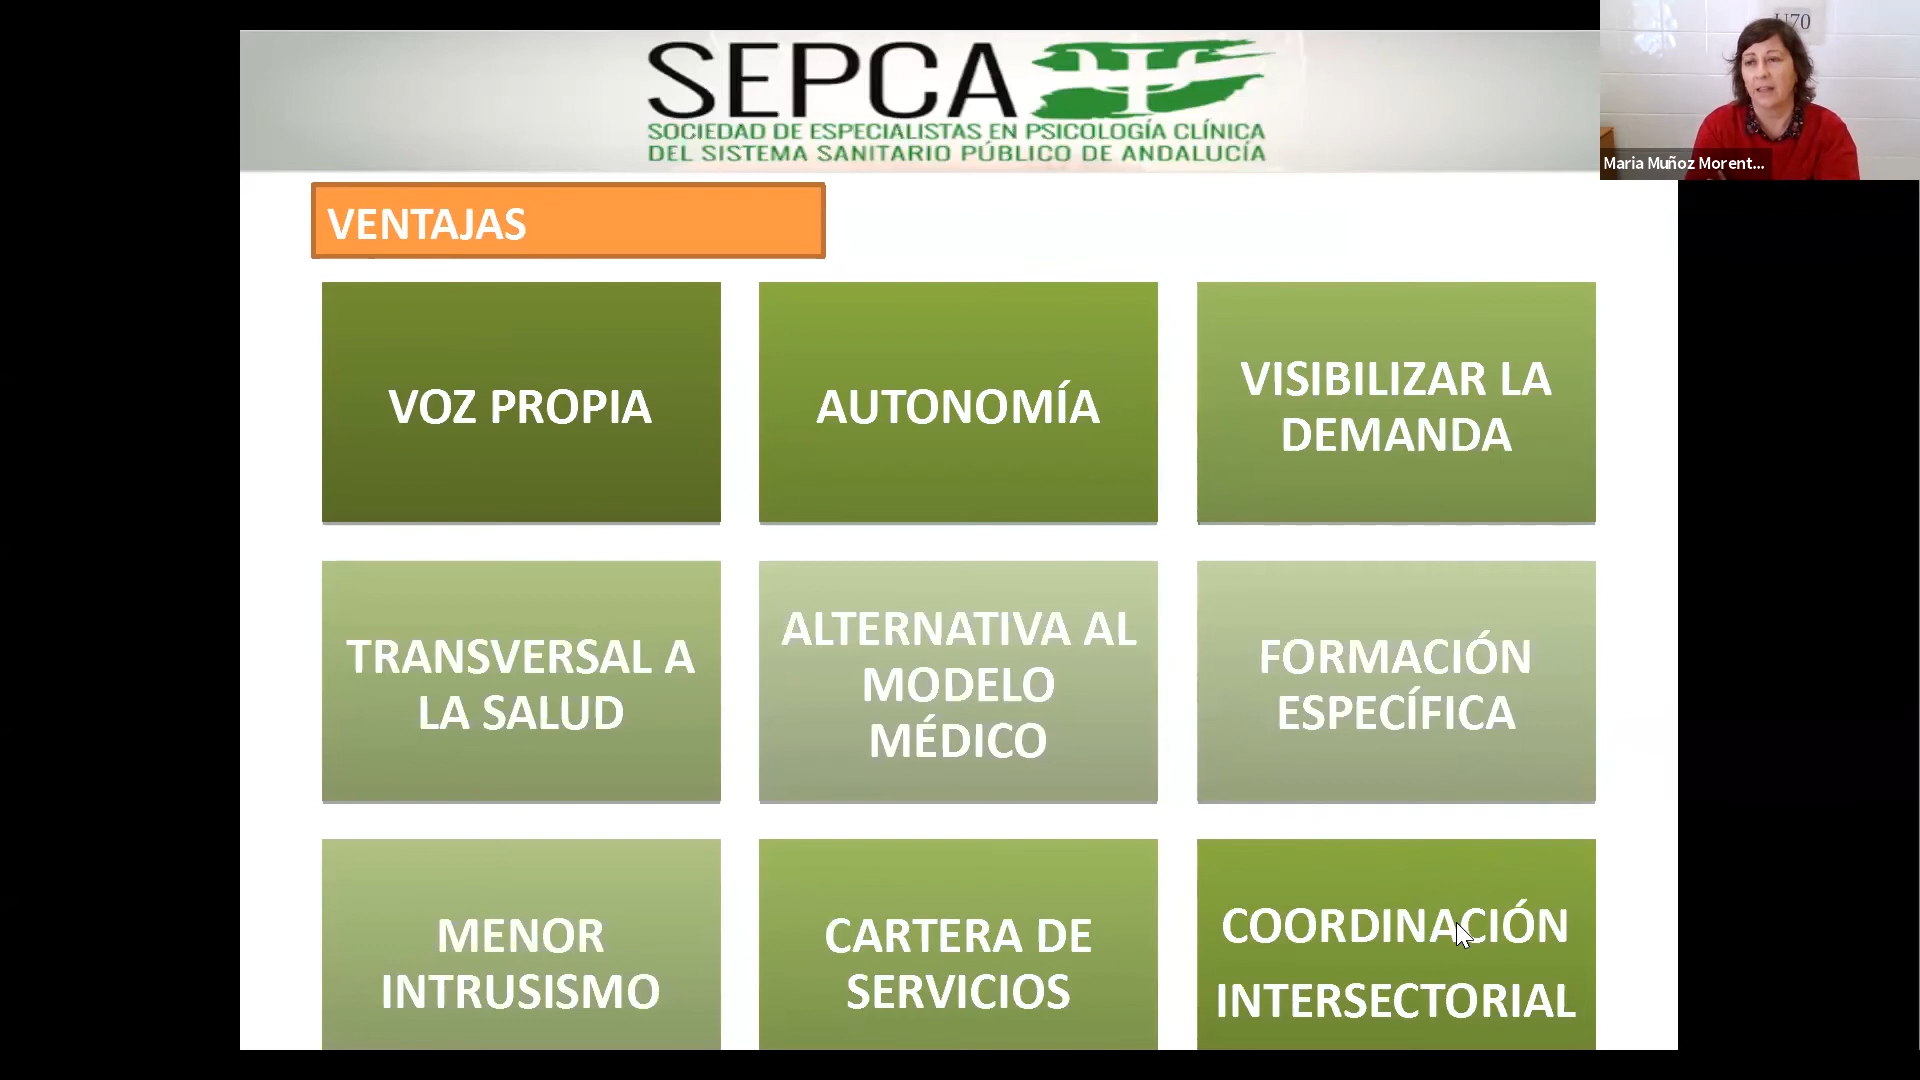 SEPCA
SOCIEDAD DE ESPECIALISTAS EN PSICOLOGÍA CLÍNICA
DEL SISTEMA SANITARIO PÚBLICO DE ANDALUCÍA
Maria Muñoz Morent...
VENTAJAS
VOZ PROPIA
AUTONOMÍA
VISIBILIZAR LA
DEMANDA
TRANSVERSAL A
LA SALUD
ALTERNATIVA AL
MODELO
MÉDICO
FORMACIÓN
ESPECÍFICA
MENOR
INTRUSISMO
CARTERA DE
SERVICIOS
COORDINACIÓN
INTERSECTORIAL